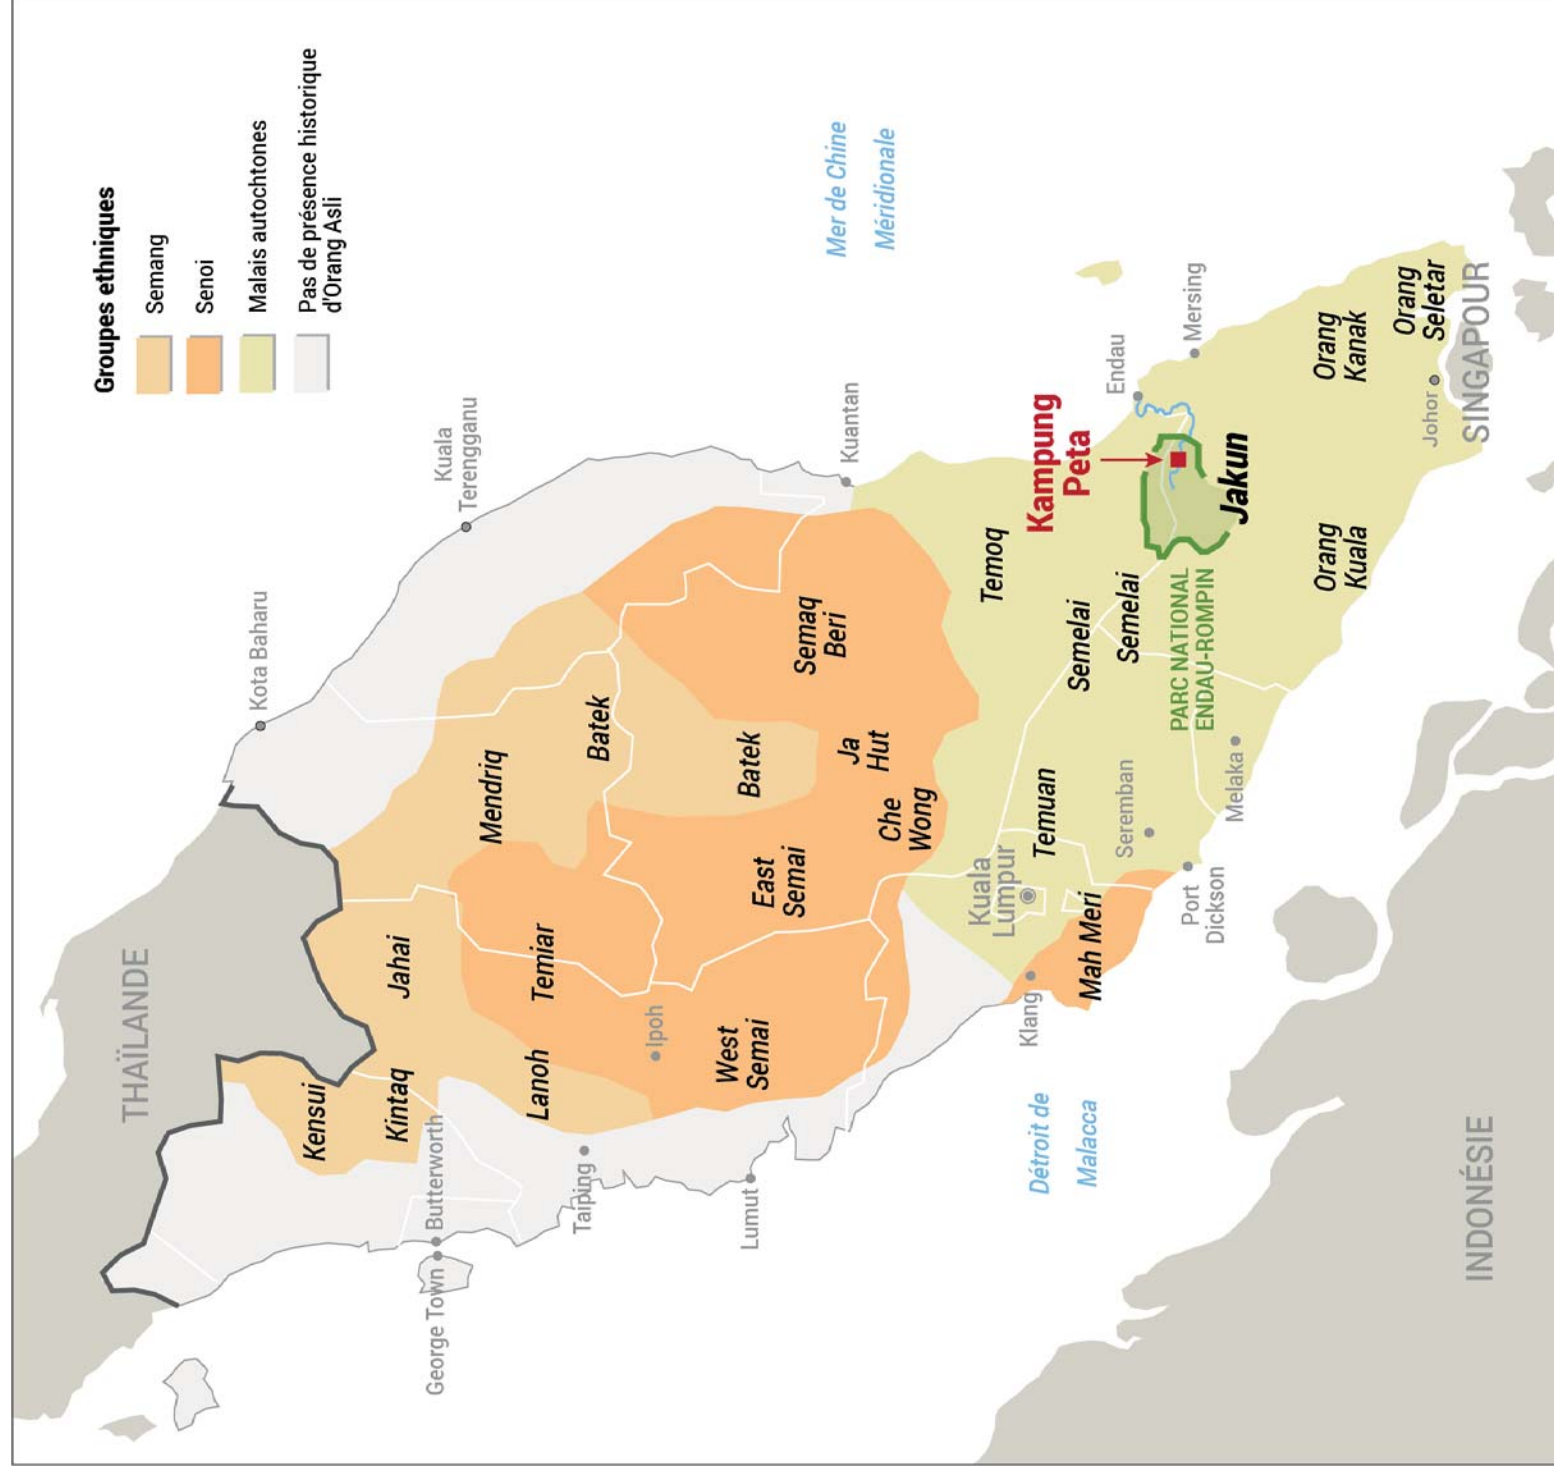 Groupes ethniques
Semang
Senoi
Malais autochtones
Pas de présence historique
d'Orang Asli
THAÏLANDE
Kota Baharu
Kuala
Terengganu
Kuantan
Mer de Chine
Méridionale
Kensui
Kintaq
Jahai
Mendriq
Lanoh
Temiar
Batek
Batek
Semaq
Beri
West
Semai
East
Semai
Ja
Hut
Che
Wong
Butterworth
George Town
Taiping
Ipoh
Lumut
Klang
Kuala
Lumpur
Mah Meri
Temuan
Seremban
Port
Dickson
Melaka
Temoq
Semelai
Semelai
Kampung
Peta
Endau
Mersing
PARC NATIONAL
ENDAU-ROMPIN
Jakun
Orang
Kuala
Orang
Kanak
Orang
Seletar
Johor
SINGAPOUR
Détroit de
Malacca
INDONÉSIE